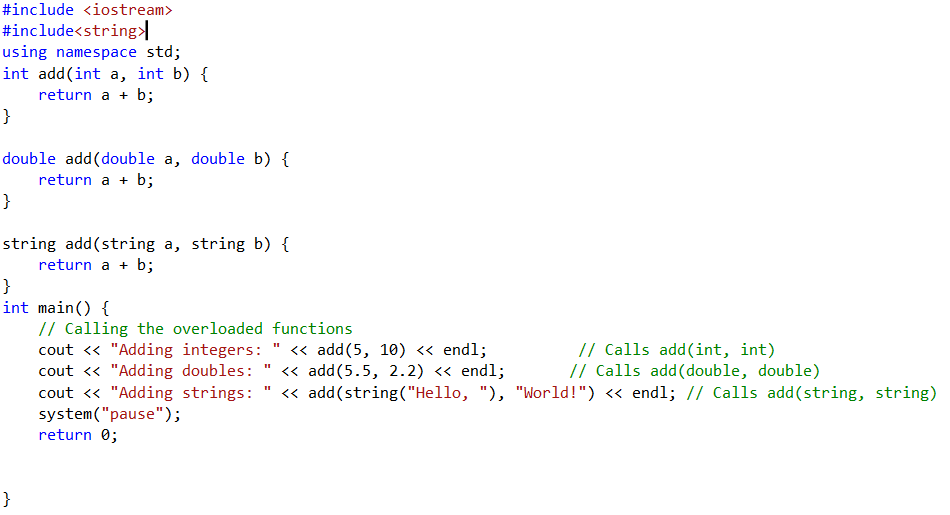 #include <iostream>
#include<string>
using namespace std;
int add(int a, int b) {
    return a + b;
}

double add(double a, double b) {
    return a + b;
}

string add(string a, string b) {
    return a + b;
}
int main() {
    // Calling the overloaded functions
    cout << "Adding integers: " << add(5, 10) << endl;          // Calls add(int, int)
    cout << "Adding doubles: " << add(5.5, 2.2) << endl;       // Calls add(double, double)
    cout << "Adding strings: " << add(string("Hello, "), "World!") << endl; // Calls add(string, string)
    system("pause");
    return 0;


}